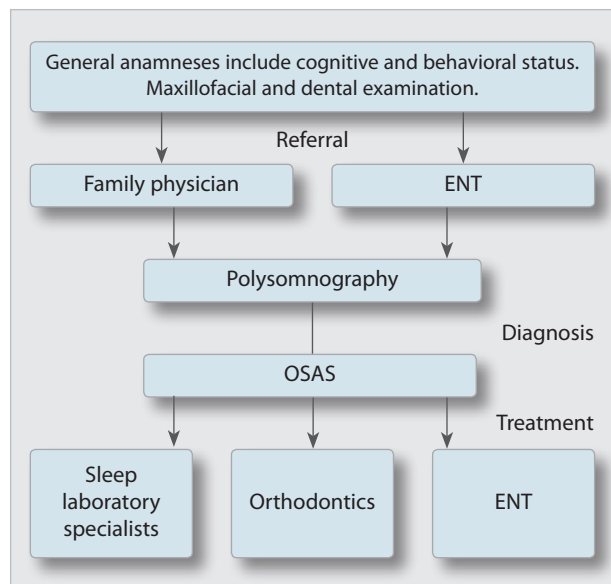 General anamneses include cognitive and behavioral status.
Maxillofacial and dental examination.
Referral
Family physician
ENT
Polysomnography
Diagnosis
OSAS
Treatment
Sleep
laboratory
specialists
Orthodontics
ENT